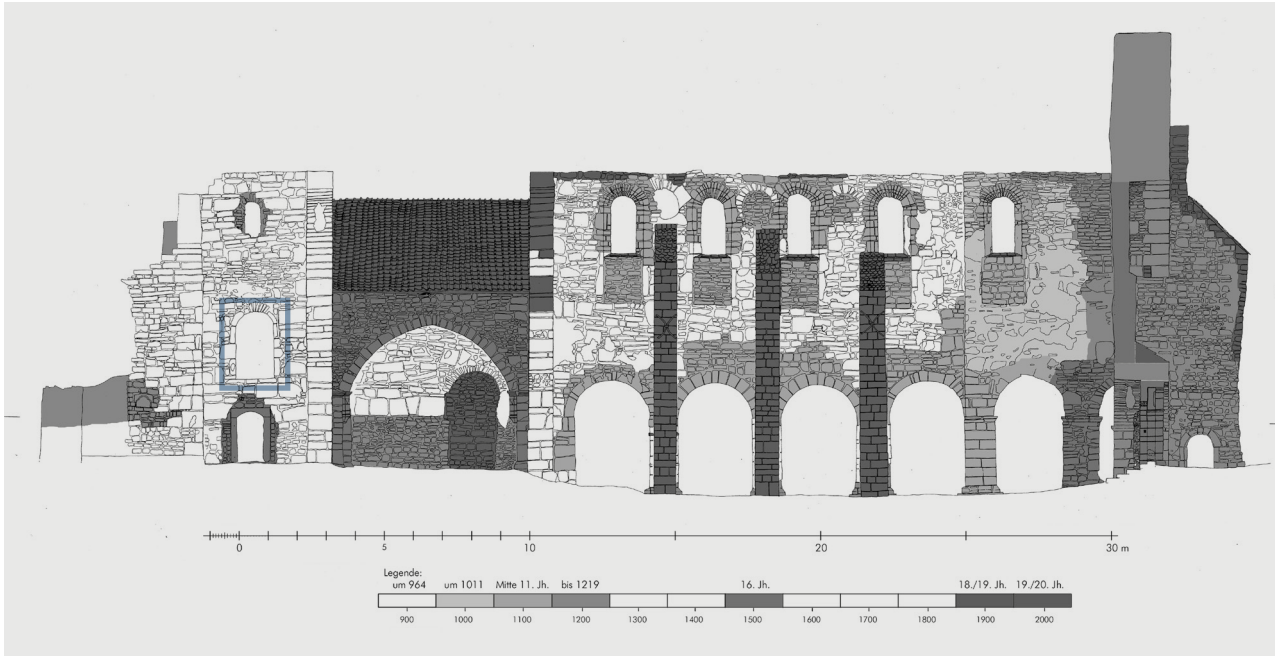 0 5 10 20 30 m
Legende:
um 964 um 1011 Mitte 11. Jh. bis 1219 16. Jh. 18./19. Jh. 19./20. Jh.
900 1000 1100 1200 1300 1400 1500 1600 1700 1800 1900 2000